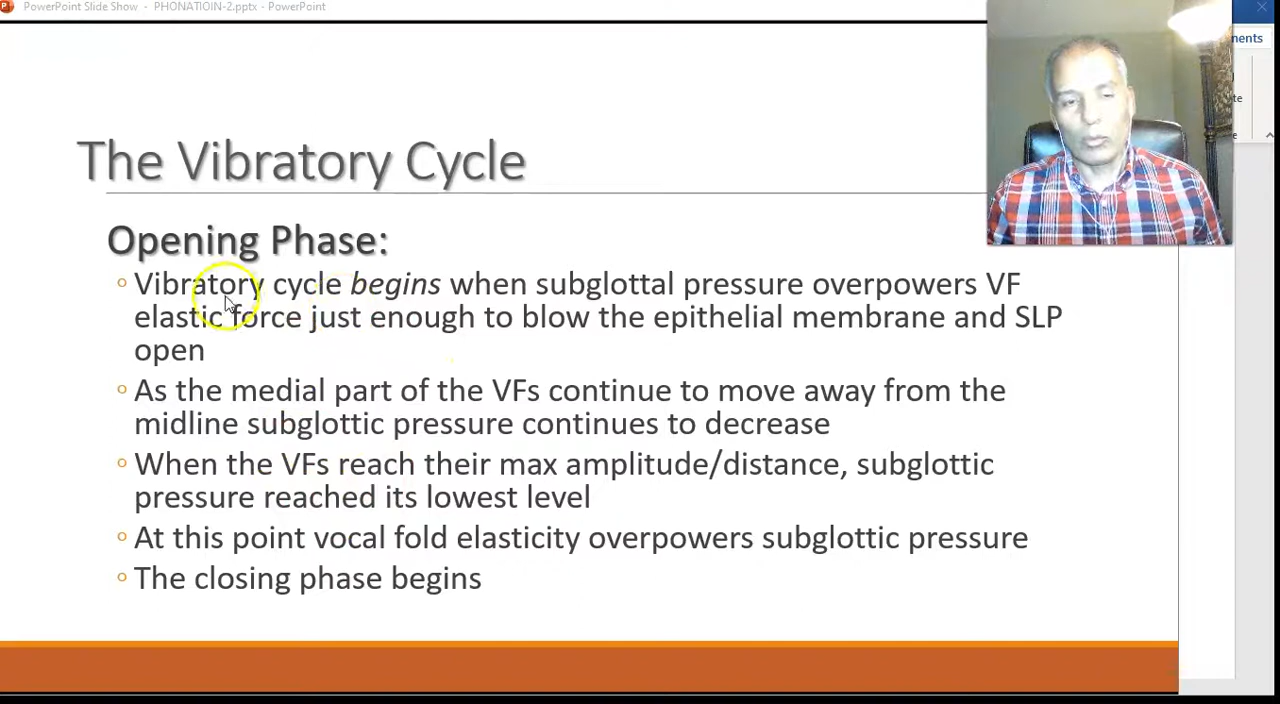 PowerPoint Slide Show - PHONATIOIN-2.pptx - PowerPoint
nents
te
e
The Vibratory Cycle
Opening Phase:
Vibratory cycle begins when subglottal pressure overpowers VF
elastic force just enough to blow the epithelial membrane and SLP
open
As the medial part of the VFs continue to move away from the
midline subglottic pressure continues to decrease
When the VFs reach their max amplitude/distance, subglottic
pressure reached its lowest level
At this point vocal fold elasticity overpowers subglottic pressure
The closing phase begins